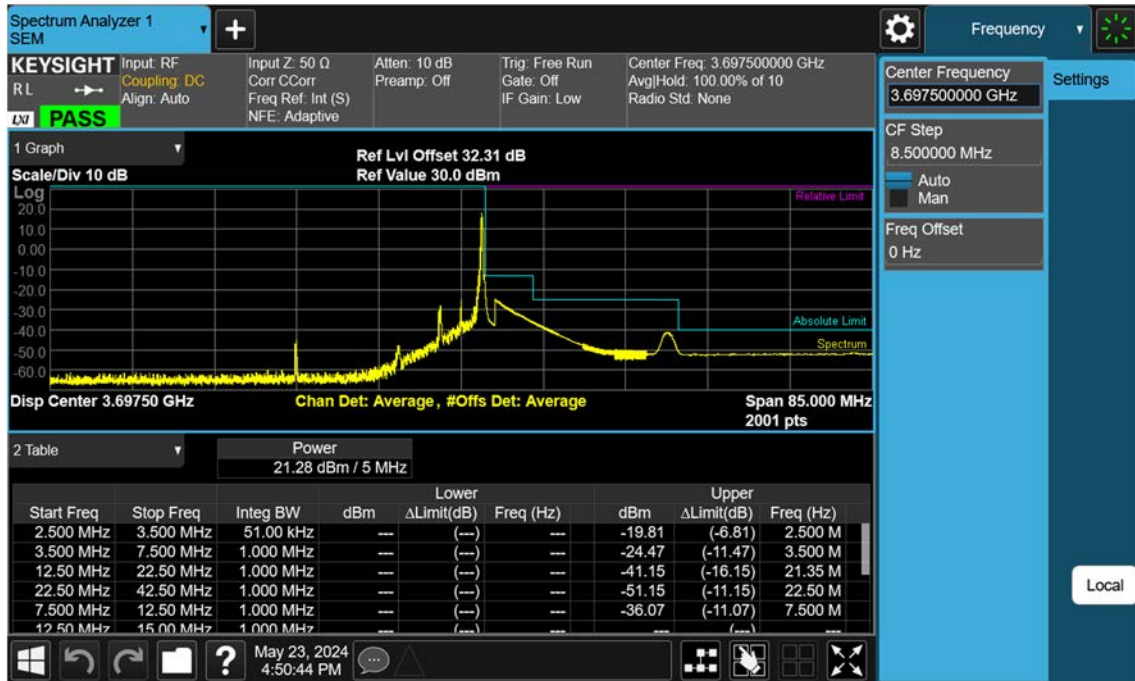 Spectrum Analyzer 1
SEM
Frequency
KEYSIGHT
RL
LXI PASS
Input: RF
Coupling: DC
Align: Auto
Input Z: 50 Ω
Corr CCorr
Freq Ref: Int (S)
NFE: Adaptive
Atten: 10 dB
Preamp: Off
Trig: Free Run
Gate: Off
IF Gain: Low
Center Freq: 3.697500000 GHz
Avg|Hold: 100.00% of 10
Radio Std: None
Center Frequency
3.697500000 GHz
Settings
CF Step
8.500000 MHz
Auto
Man
Freq Offset
0 Hz
Local
1 Graph
Ref Lvl Offset 32.31 dB
Scale/Div 10 dB
Ref Value 30.0 dBm
Log
20.0
10.0
0.00
-10.0
-20.0
-30.0
-40.0
-50.0
-60.0
Relative Limit
Absolute Limit
Spectrum
Disp Center 3.69750 GHz
Chan Det: Average, #Offs Det: Average
Span 85.000 MHz
2001 pts
2 Table
Power
21.28 dBm / 5 MHz
Lower Upper
Start Freq Stop Freq Integ BW dBm ΔLimit(dB) Freq (Hz) dBm ΔLimit(dB) Freq (Hz)
2.500 MHz 3.500 MHz 51.00 kHz --- (---) --- -19.81 (-6.81) 2.500 M
3.500 MHz 7.500 MHz 1.000 MHz --- (---) --- -24.47 (-11.47) 3.500 M
12.50 MHz 22.50 MHz 1.000 MHz --- (---) --- -41.15 (-16.15) 21.35 M
22.50 MHz 42.50 MHz 1.000 MHz --- (---) --- -51.15 (-11.15) 22.50 M
7.500 MHz 12.50 MHz 1.000 MHz --- (---) --- -36.07 (-11.07) 7.500 M
12.50 MHz 15.00 MHz 1.000 MHz --- (---) --- --- (---) ---
May 23, 2024
4:50:44 PM